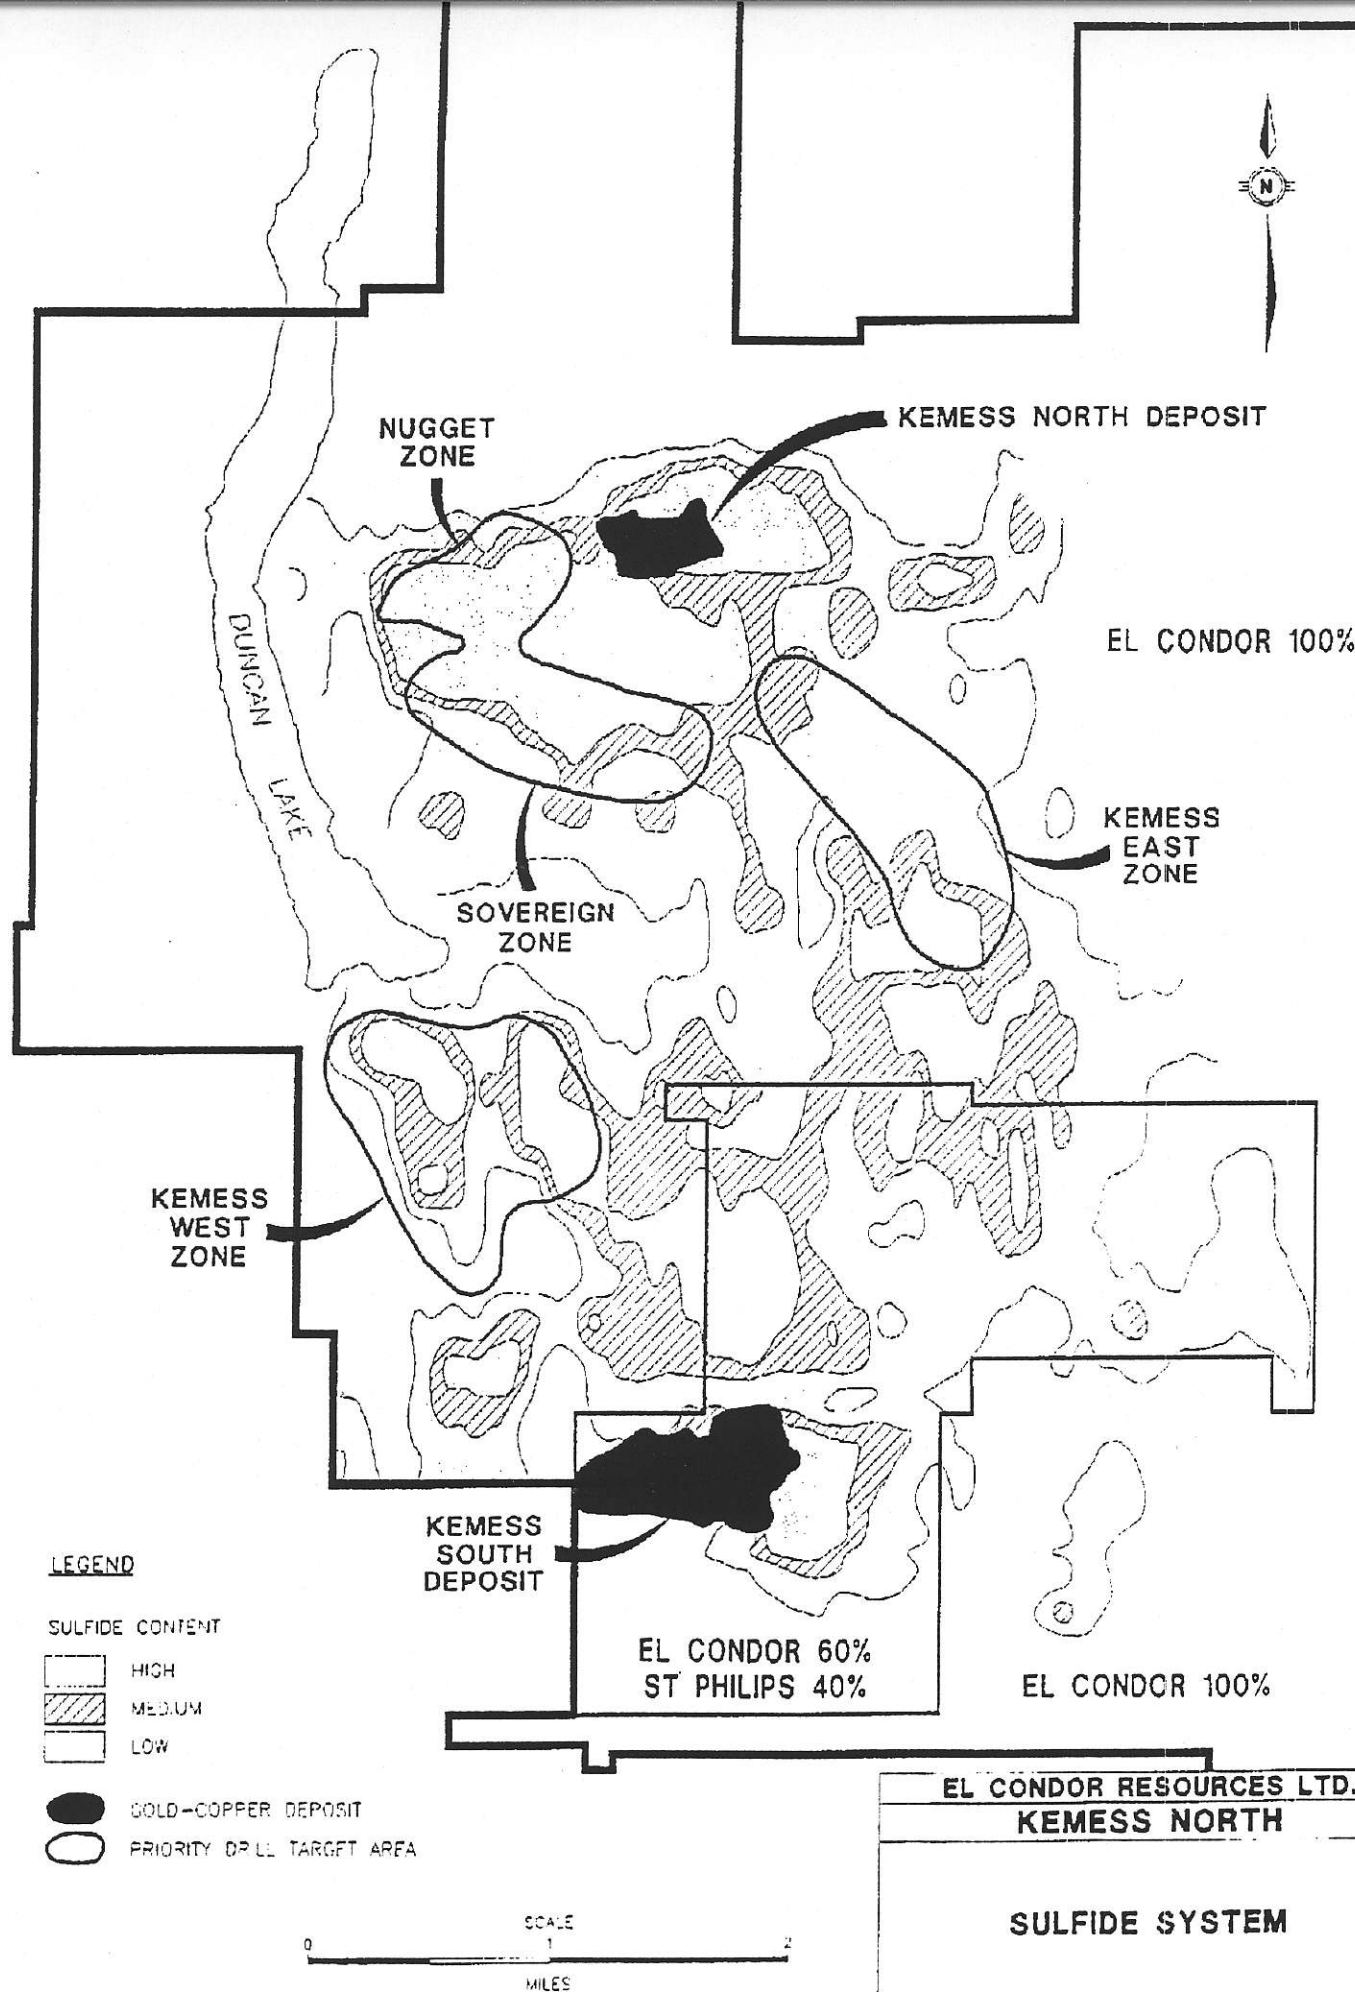 N
KEMESS NORTH DEPOSIT
NUGGET
ZONE
EL CONDOR 100%
DUNCAN LAKE
KEMESS
EAST
ZONE
SOVEREIGN
ZONE
KEMESS
WEST
ZONE
KEMESS
SOUTH
DEPOSIT
EL CONDOR 60%
ST PHILIPS 40%
EL CONDOR 100%
LEGEND
SULFIDE CONTENT
HIGH
MEDIUM
LOW
GOLD-COPPER DEPOSIT
PRIORITY DRILL TARGET AREA
SCALE
0 1 2
MILES
EL CONDOR RESOURCES LTD.
KEMESS NORTH
SULFIDE SYSTEM